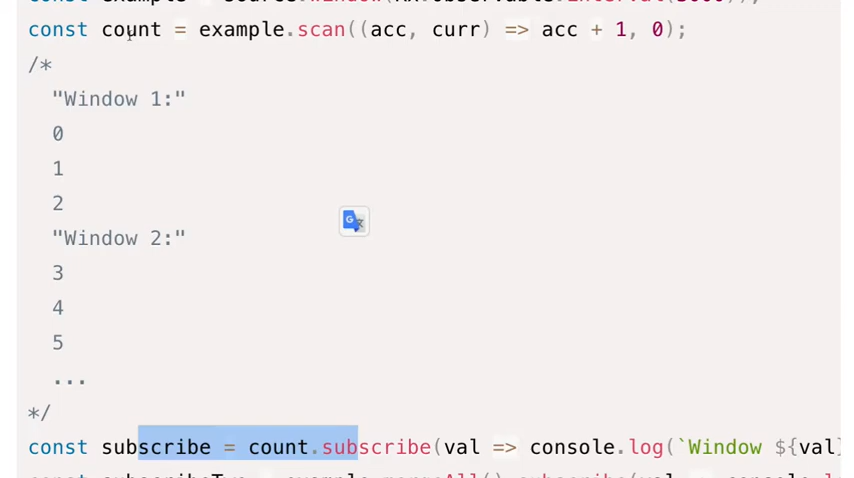 const count = example.scan((acc, curr) => acc + 1, 0);
/*
"Window 1:"
0
1
2
"Window 2:"
3
4
5
...
*/
const subscribe = count.subscribe(val => console.log(`Window ${val}